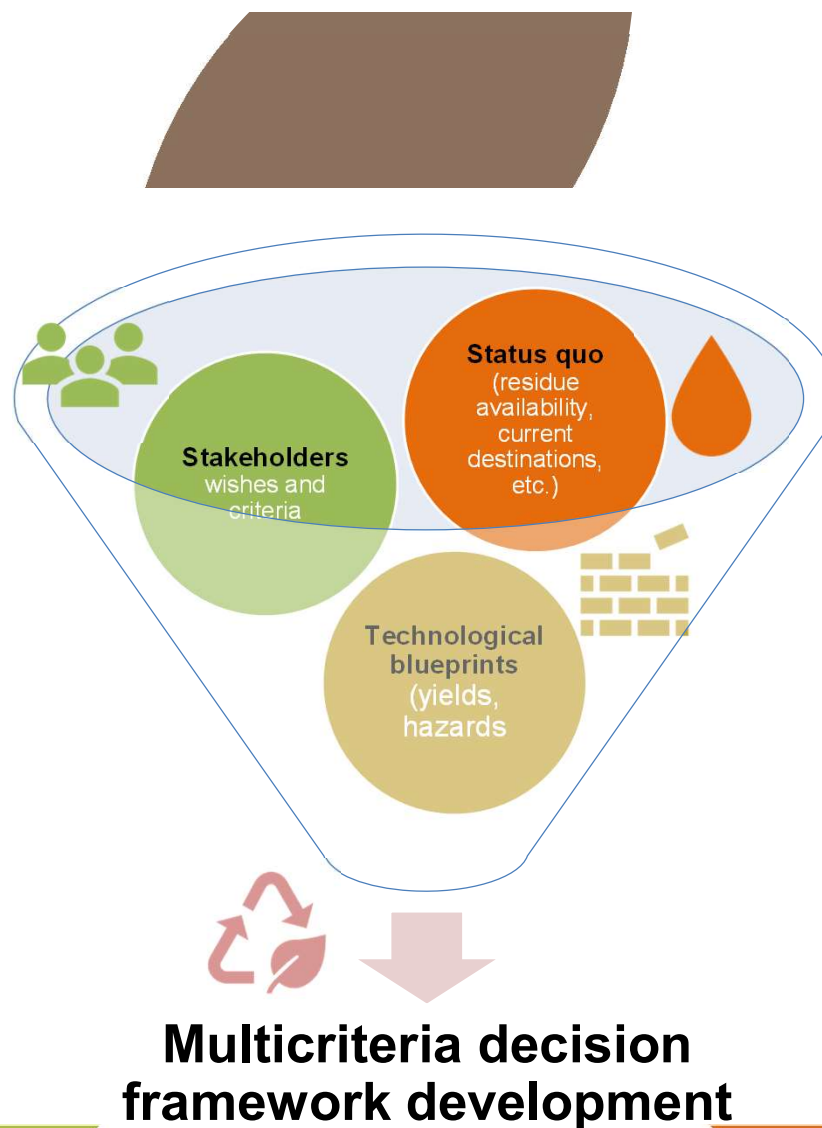 Status quo
(residue
availability,
current
destinations,
etc.)
Stakeholders
wishes and
criteria
Technological
blueprints
(yields,
hazards
Multicriteria decision
framework development